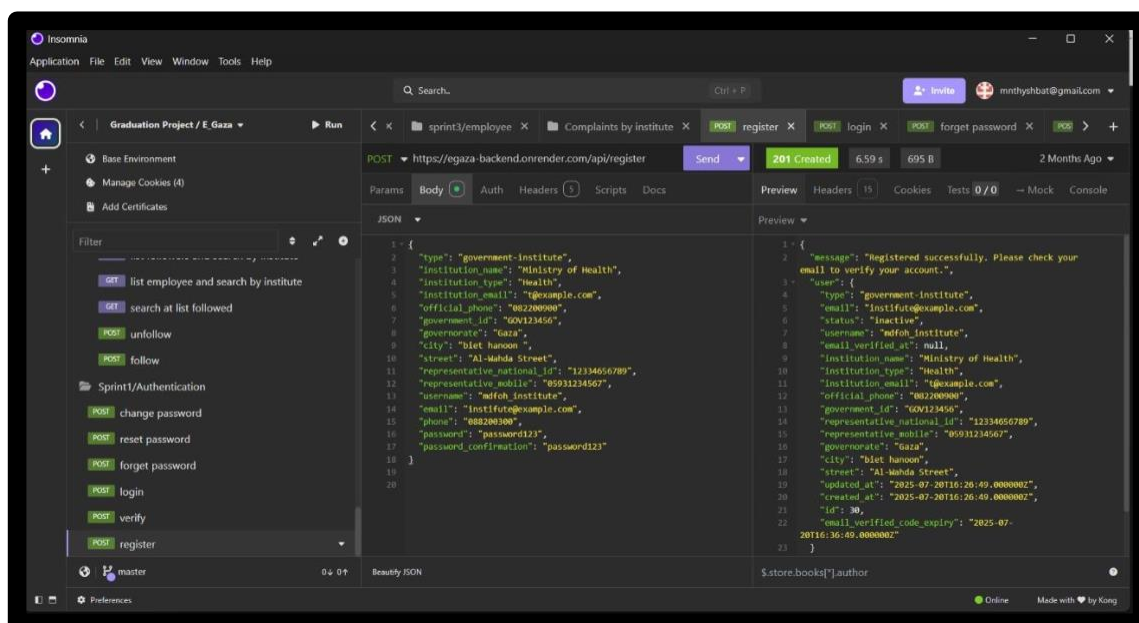 Insomnia
Application File Edit View Window Tools Help
Search..
Ctrl + P
Invite
mnthyshbat@gmail.com
Graduation Project / E_Gaza
Run
sprint3/employee
Complaints by institute
POST register
POST login
POST forget password
POS
Base Environment
Manage Cookies (4)
Add Certificates
Filter
GET list employee and search by institute
GET search at list followed
POST unfollow
POST follow
Sprint1/Authentication
POST change password
POST reset password
POST forget password
POST login
POST verify
POST register
master
0↓ 0↑
Preferences
POST https://egaza-backend.onrender.com/api/register
Send
Params Body Auth Headers 5 Scripts Docs
JSON
1 {
2 "type": "government-institute",
3 "institution_name": "Ministry of Health",
4 "institution_type": "Health",
5 "institution_email": "t@example.com",
6 "official_phone": "082200900",
7 "government_id": "GOV123456",
8 "governorate": "Gaza",
9 "city": "biet hanoon ",
10 "street": "Al-Wahda Street",
11 "representative_national_id": "12334656789",
12 "representative_mobile": "05931234567",
13 "username": "mdfoh_institute",
14 "email": "instifute@example.com",
15 "phone": "088200300",
16 "password": "password123",
17 "password_confirmation": "password123"
18 }
19
20
Beautify JSON
201 Created
6.59 s
695 B
2 Months Ago
Preview Headers 15 Cookies Tests 0 / 0 → Mock Console
Preview
1 {
2 "message": "Registered successfully. Please check your
email to verify your account.",
3 "user": {
4 "type": "government-institute",
5 "email": "instifute@example.com",
6 "status": "inactive",
7 "username": "mdfoh_institute",
8 "email_verified_at": null,
9 "institution_name": "Ministry of Health",
10 "institution_type": "Health",
11 "institution_email": "t@example.com",
12 "official_phone": "082200900",
13 "government_id": "GOV123456",
14 "representative_national_id": "12334656789",
15 "representative_mobile": "05931234567",
16 "governorate": "Gaza",
17 "city": "biet hanoon",
18 "street": "Al-Wahda Street",
19 "updated_at": "2025-07-20T16:26:49.000000Z",
20 "created_at": "2025-07-20T16:26:49.000000Z",
21 "id": 30,
22 "email_verified_code_expiry": "2025-07-
20T16:36:49.000000Z"
23 }
$.store.books[*].author
Online
Made with ♥ by Kong